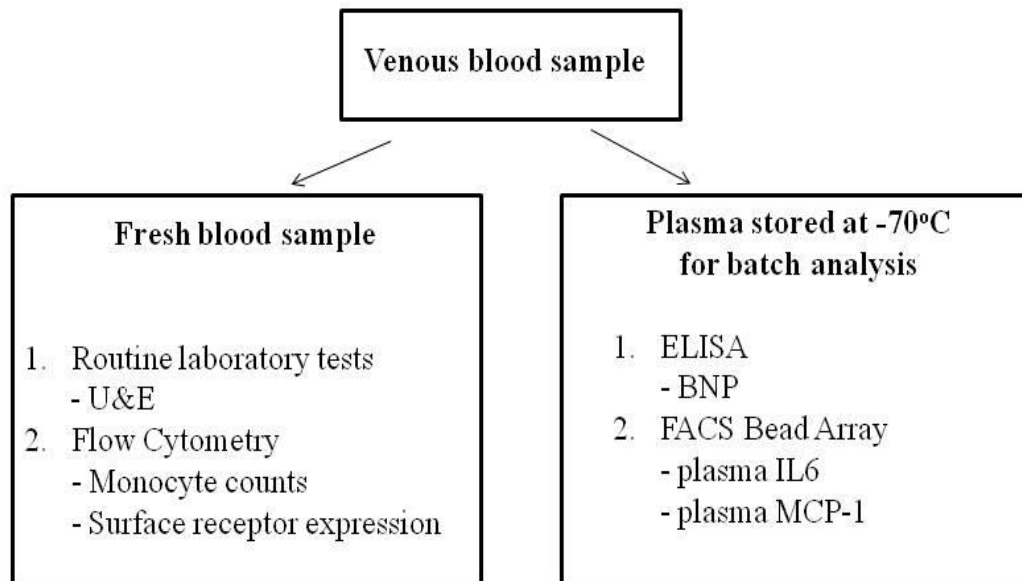 Venous blood sample
Fresh blood sample
1. Routine laboratory tests
- U&E
2. Flow Cytometry
- Monocyte counts
- Surface receptor expression
Plasma stored at -70°C
for batch analysis
1. ELISA
- BNP
2. FACS Bead Array
- plasma IL6
- plasma MCP-1